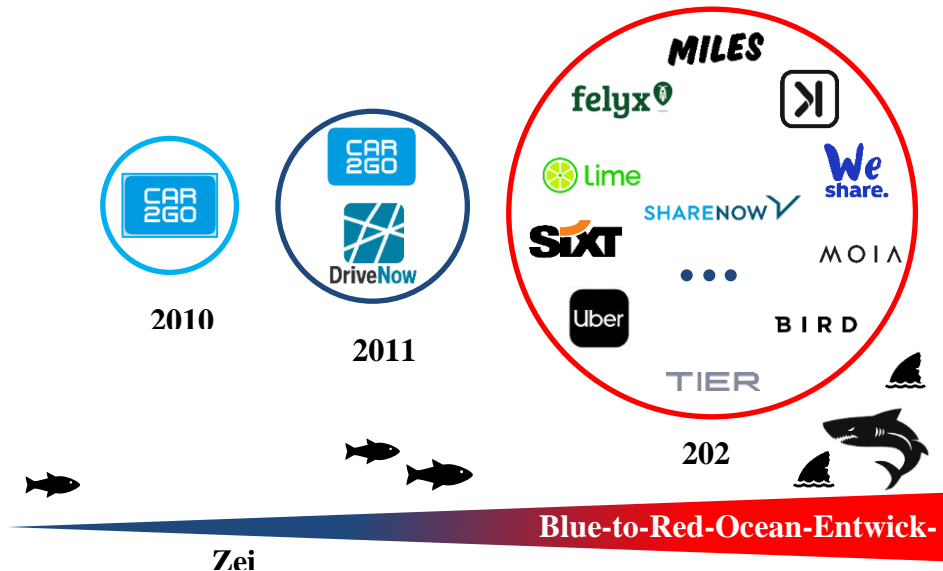 CAR
2GO
2010
CAR
2GO
DriveNow
2011
MILES
felyx
Lime
We
share.
SHARENOW
SIXT
MOIA
Uber
BIRD
TIER
202
Blue-to-Red-Ocean-Entwick-
Zei